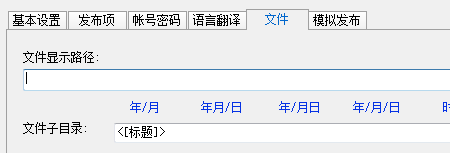 基本设置 发布项 帐号密码 语言翻译 文件 模拟发布
文件显示路径：
年/月 年/月/日 年/月日 年/月/日
文件子目录： <[标题]>